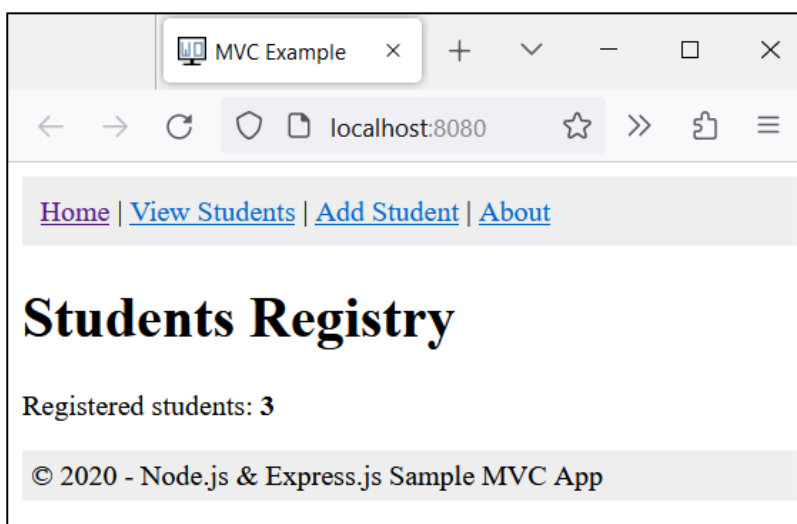 MVC Example
localhost:8080
Home | View Students | Add Student | About
Students Registry
Registered students: 3
© 2020 - Node.js & Express.js Sample MVC App